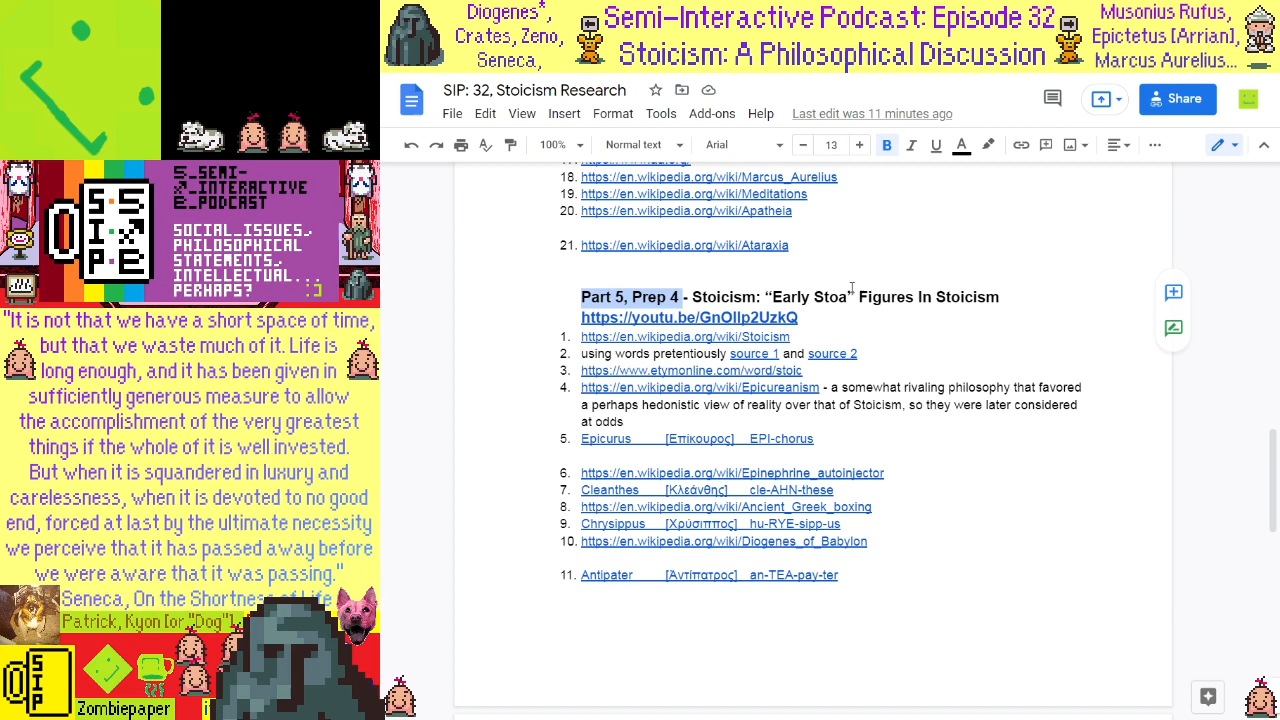 Diogenes*,
Crates, Zeno,
Seneca,
Semi-Interactive Podcast: Episode 32
Stoicism: A Philosophical Discussion
Musonius Rufus,
Epictetus [Arrian],
Marcus Aurelius...
SIP: 32, Stoicism Research
File Edit View Insert Format Tools Add-ons Help Last edit was 11 minutes ago
Share
100% Normal text Arial 13 B I U A
18. https://en.wikipedia.org/wiki/Marcus_Aurelius
19. https://en.wikipedia.org/wiki/Meditations
20. https://en.wikipedia.org/wiki/Apatheia
21. https://en.wikipedia.org/wiki/Ataraxia
Part 5, Prep 4 - Stoicism: “Early Stoa” Figures In Stoicism
https://youtu.be/GnOIlp2UzkQ
1. https://en.wikipedia.org/wiki/Stoicism
2. using words pretentiously source 1 and source 2
3. https://www.etymonline.com/word/stoic
4. https://en.wikipedia.org/wiki/Epicureanism - a somewhat rivaling philosophy that favored
a perhaps hedonistic view of reality over that of Stoicism, so they were later considered
at odds
5. Epicurus [Επίκουρος] EPI-chorus
6. https://en.wikipedia.org/wiki/Epinephrine_autoinjector
7. Cleanthes [Κλεάνθης] cle-AHN-these
8. https://en.wikipedia.org/wiki/Ancient_Greek_boxing
9. Chrysippus [Χρύσιππος] hu-RYE-sipp-us
10. https://en.wikipedia.org/wiki/Diogenes_of_Babylon
11. Antipater [Ἀντίπατρος] an-TEA-pay-ter
S_SEMI-
_INTERACTIVE
_PODCAST
SOCIAL_ISSUES,
PHILOSOPHICAL
STATEMENTS,
INTELLECTUAL...
PERHAPS? :)
"It is not that we have a short space of time,
but that we waste much of it. Life is
long enough, and it has been given in
sufficiently generous measure to allow
the accomplishment of the very greatest
things if the whole of it is well invested.
But when it is squandered in luxury and
carelessness, when it is devoted to no good
end, forced at last by the ultimate necessity
we perceive that it has passed away before
we were aware that it was passing."
Seneca, On the Shortness of Life
Patrick, Kyon [or "Dog"],
SIP
Zombiepaper